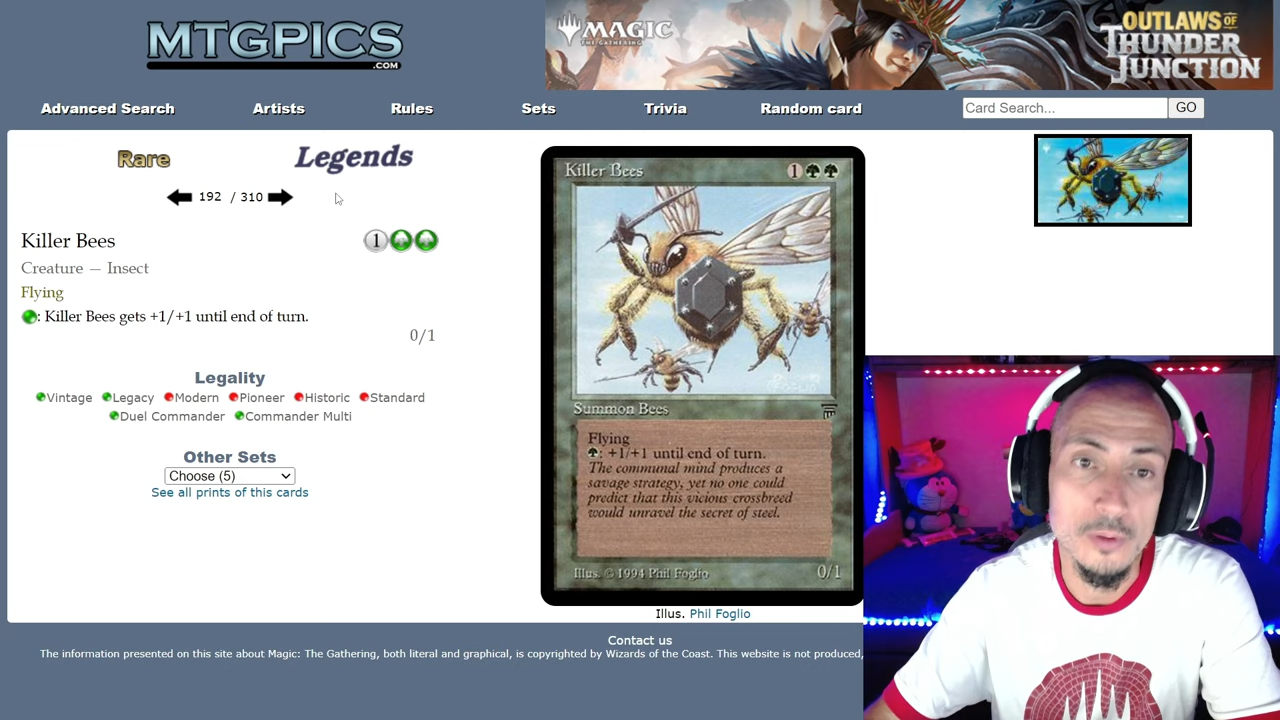 MTGPICS
.COM
MAGIC
THE GATHERING
OUTLAWS OF
THUNDER
JUNCTION
Advanced Search
Artists
Rules
Sets
Trivia
Random card
Card Search...
GO
Rare
Legends
192 / 310
Killer Bees
1
Creature — Insect
Flying
: Killer Bees gets +1/+1 until end of turn.
0/1
Legality
Vintage Legacy Modern Pioneer Historic Standard
Duel Commander Commander Multi
Other Sets
Choose (5)
See all prints of this cards
Killer Bees 1
Summon Bees
Flying
: +1/+1 until end of turn.
The communal mind produces a
savage strategy, yet no one could
predict that this vicious crossbreed
would unravel the secret of steel.
Illus. © 1994 Phil Foglio 0/1
Illus. Phil Foglio
Contact us
The information presented on this site about Magic: The Gathering, both literal and graphical, is copyrighted by Wizards of the Coast. This website is not produced,